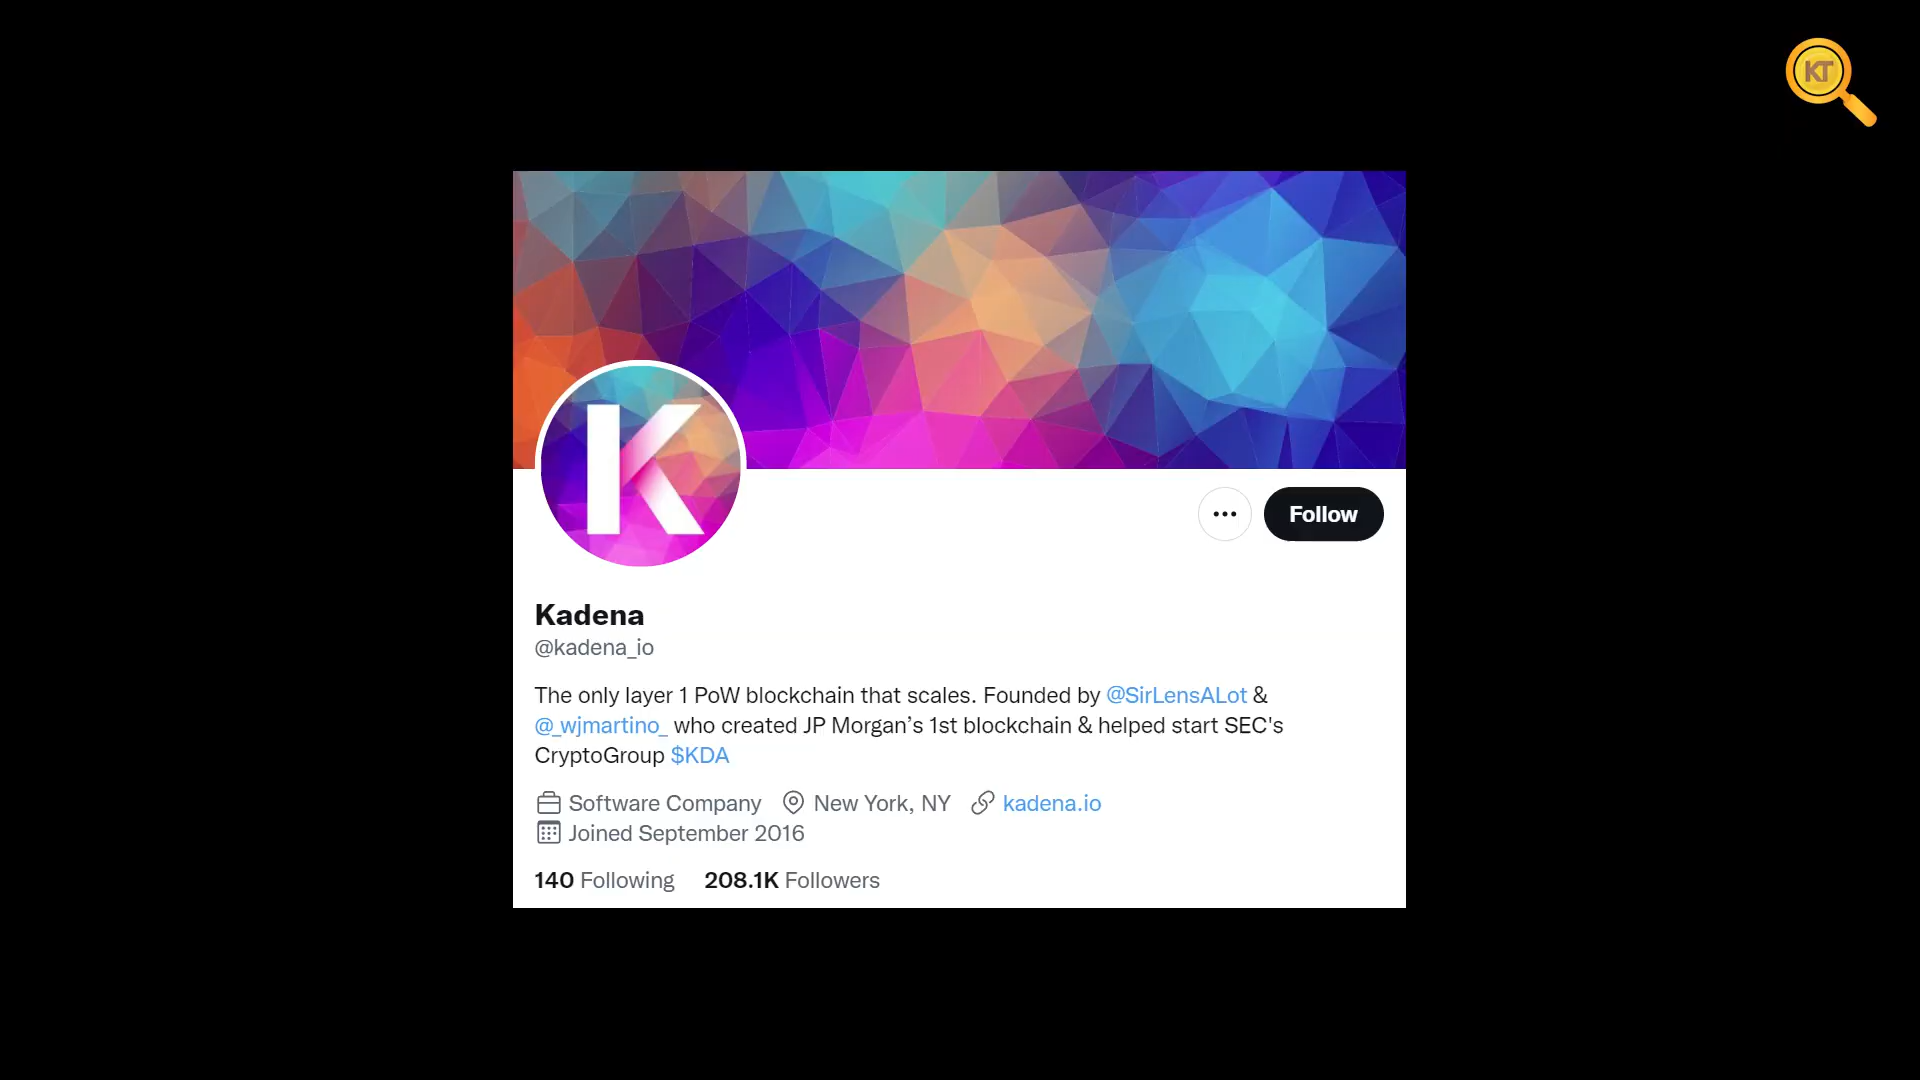 KT
K
Follow
Kadena
@kadena_io
The only layer 1 PoW blockchain that scales. Founded by @SirLensALot &
@_wjmartino_ who created JP Morgan’s 1st blockchain & helped start SEC's
CryptoGroup $KDA
Software Company New York, NY kadena.io
Joined September 2016
140 Following 208.1K Followers